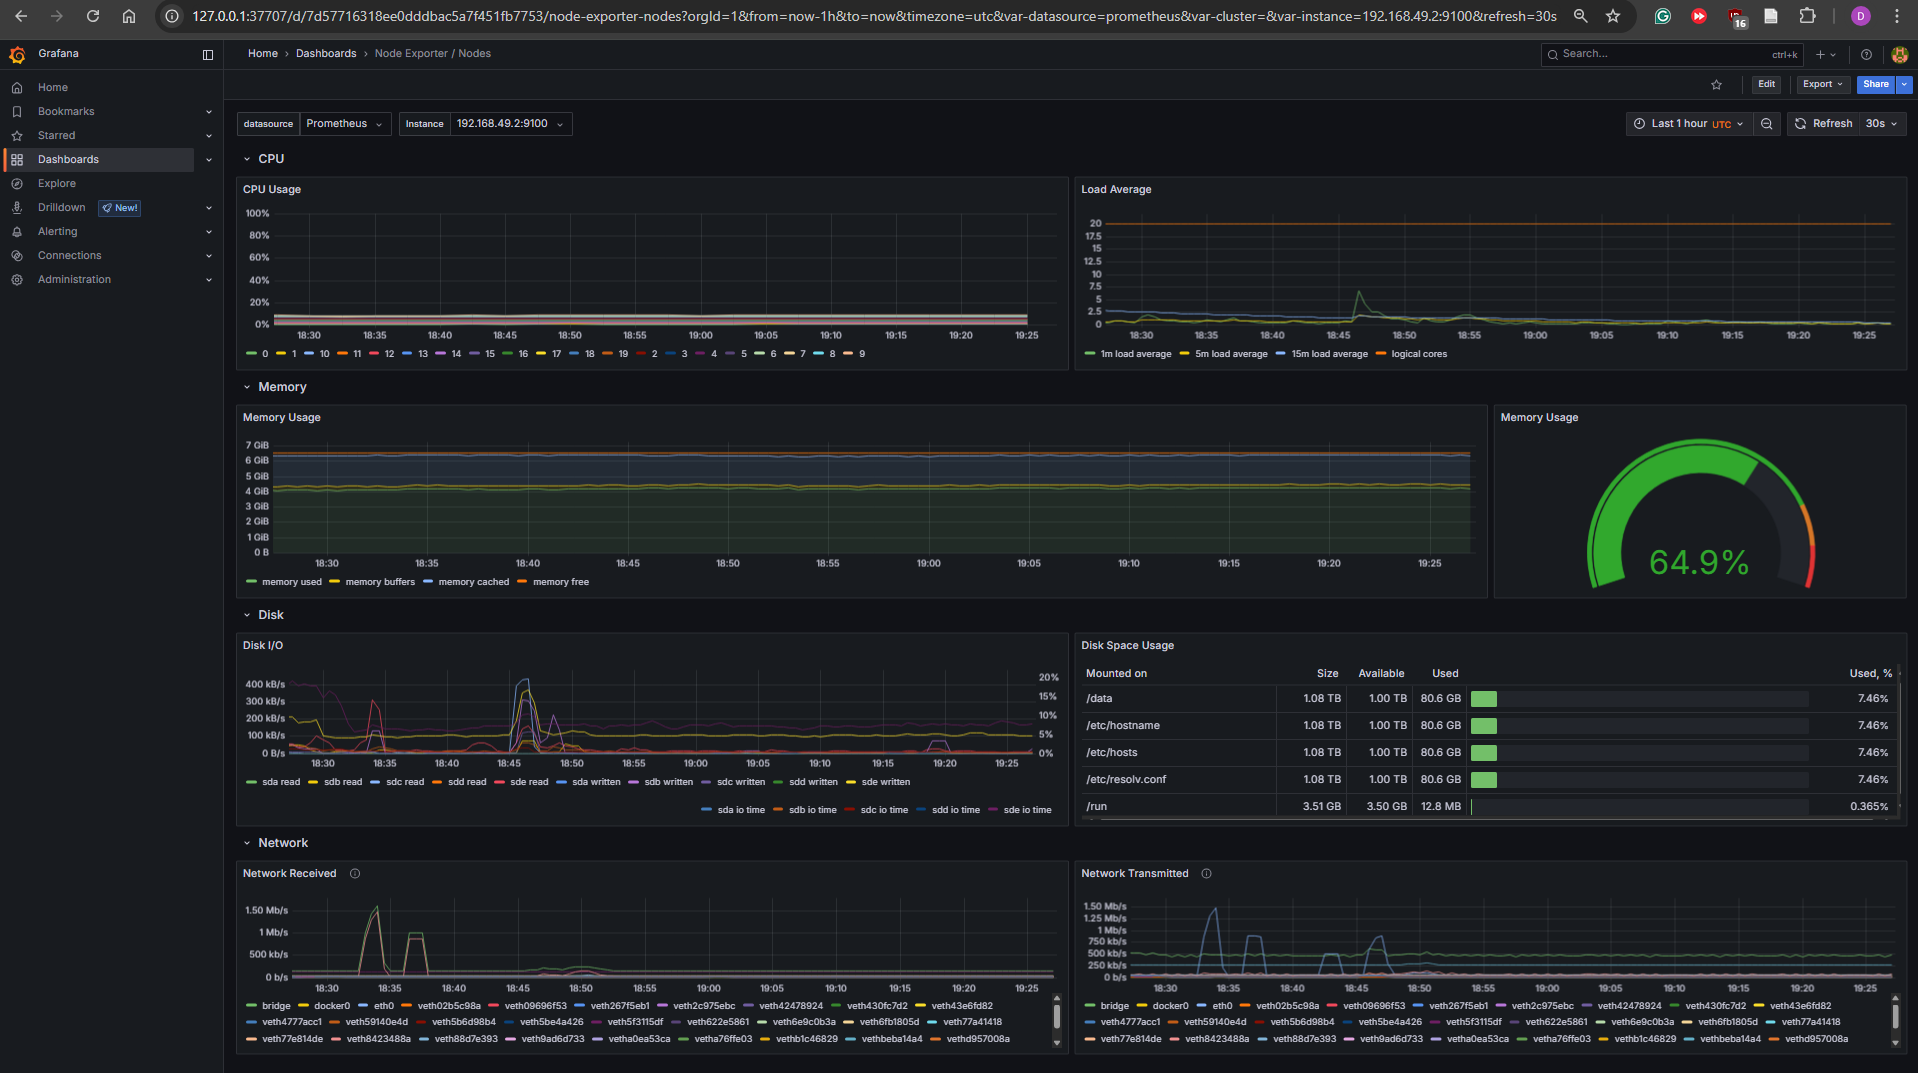 127.0.0.1:37707/d/7d57716318ee0dddbac5a7f451fb7753/node-exporter-nodes?orgId=1&from=now-1h&to=now&timezone=utc&var-datasource=prometheus&var-cluster=&var-instance=192.168.49.2:9100&refresh=30s
16
D
Grafana
Home › Dashboards › Node Exporter / Nodes
Search... ctrl+k
Home
Bookmarks
Starred
Dashboards
Explore
Drilldown New!
Alerting
Connections
Administration
Edit Export Share
datasource Prometheus Instance 192.168.49.2:9100
Last 1 hour UTC Refresh 30s
CPU
CPU Usage
100%
80%
60%
40%
20%
0%
18:30 18:35 18:40 18:45 18:50 18:55 19:00 19:05 19:10 19:15 19:20 19:25
0 1 10 11 12 13 14 15 16 17 18 19 2 3 4 5 6 7 8 9
Load Average
20
17.5
15
12.5
10
7.5
5
2.5
0
18:30 18:35 18:40 18:45 18:50 18:55 19:00 19:05 19:10 19:15 19:20 19:25
1m load average 5m load average 15m load average logical cores
Memory
Memory Usage
7 GiB
6 GiB
5 GiB
4 GiB
3 GiB
2 GiB
1 GiB
0 B
18:30 18:35 18:40 18:45 18:50 18:55 19:00 19:05 19:10 19:15 19:20 19:25
memory used memory buffers memory cached memory free
Memory Usage
64.9%
Disk
Disk I/O
400 kB/s
300 kB/s
200 kB/s
100 kB/s
0 B/s
20%
15%
10%
5%
0%
18:30 18:35 18:40 18:45 18:50 18:55 19:00 19:05 19:10 19:15 19:20 19:25
sda read sdb read sdc read sdd read sde read sda written sdb written sdc written sdd written sde written
sda io time sdb io time sdc io time sdd io time sde io time
Disk Space Usage
Mounted on Size Available Used Used, %
/data 1.08 TB 1.00 TB 80.6 GB 7.46%
/etc/hostname 1.08 TB 1.00 TB 80.6 GB 7.46%
/etc/hosts 1.08 TB 1.00 TB 80.6 GB 7.46%
/etc/resolv.conf 1.08 TB 1.00 TB 80.6 GB 7.46%
/run 3.51 GB 3.50 GB 12.8 MB 0.365%
Network
Network Received
1.50 Mb/s
1 Mb/s
500 kb/s
0 b/s
18:30 18:35 18:40 18:45 18:50 18:55 19:00 19:05 19:10 19:15 19:20 19:25
bridge docker0 eth0 veth02b5c98a veth09696f53 veth267f5eb1 veth2c975ebc veth42478924 veth430fc7d2 veth43e6fd82
veth4777acc1 veth59140e4d veth5b6d98b4 veth5be4a426 veth5f3115df veth622e5861 veth6e9c0b3a veth6fb1805d veth77a41418
veth77e814de veth8423488a veth88d7e393 veth9ad6d733 vetha0ea53ca vetha76ffe03 vethb1c46829 vethbeba14a4 vethd957008a
Network Transmitted
1.50 Mb/s
1.25 Mb/s
1 Mb/s
750 kb/s
500 kb/s
250 kb/s
0 b/s
18:30 18:35 18:40 18:45 18:50 18:55 19:00 19:05 19:10 19:15 19:20 19:25
bridge docker0 eth0 veth02b5c98a veth09696f53 veth267f5eb1 veth2c975ebc veth42478924 veth430fc7d2 veth43e6fd82
veth4777acc1 veth59140e4d veth5b6d98b4 veth5be4a426 veth5f3115df veth622e5861 veth6e9c0b3a veth6fb1805d veth77a41418
veth77e814de veth8423488a veth88d7e393 veth9ad6d733 vetha0ea53ca vetha76ffe03 vethb1c46829 vethbeba14a4 vethd957008a